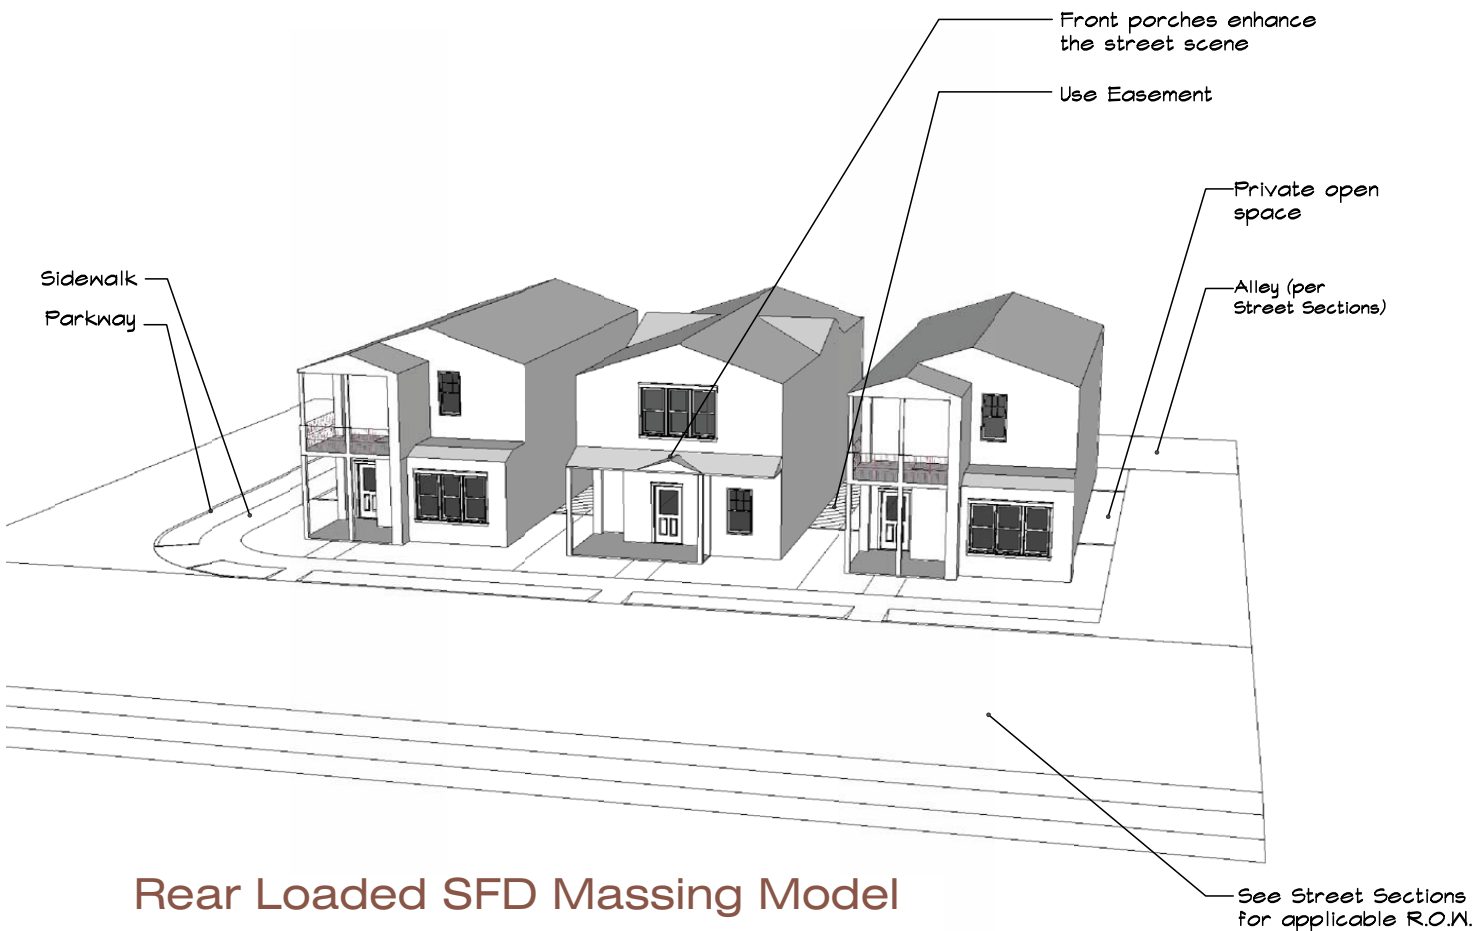 Front porches enhance
the street scene
Use Easement
Private open
space
Sidewalk
Alley (per
Street Sections)
Parkway
Rear Loaded SFD Massing Model
See Street Sections
for applicable R.O.W.